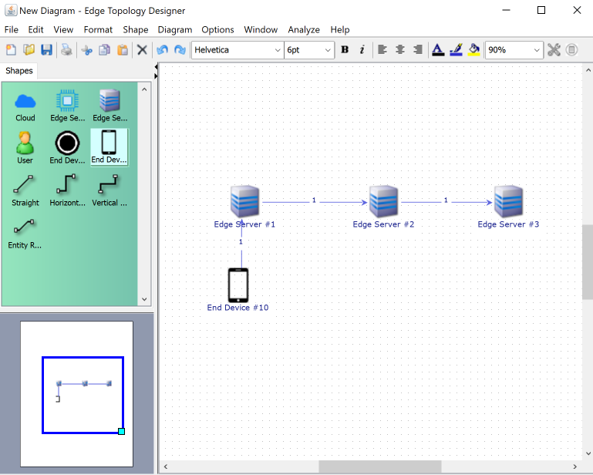 New Diagram - Edge Topology Designer
File Edit View Format Shape Diagram Options Window Analyze Help
Helvetica 6pt B i A 90%
Shapes
Cloud Edge Se... Edge Se...
User End Dev... End Dev...
Straight Horizont... Vertical ...
Entity R...
1 1
Edge Server #1 Edge Server #2 Edge Server #3
1
End Device #10